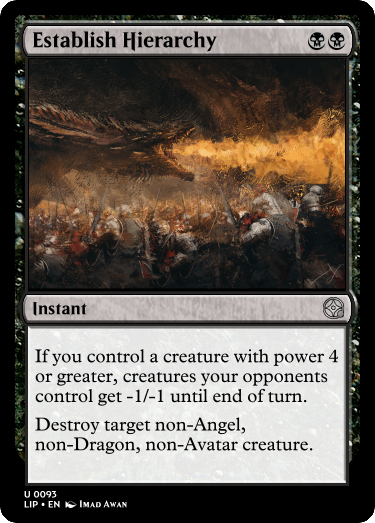 Establish Hierarchy
Instant
If you control a creature with power 4
or greater, creatures your opponents
control get -1/-1 until end of turn.
Destroy target non-Angel,
non-Dragon, non-Avatar creature.
U 0093
LIP • EN Imad Awan